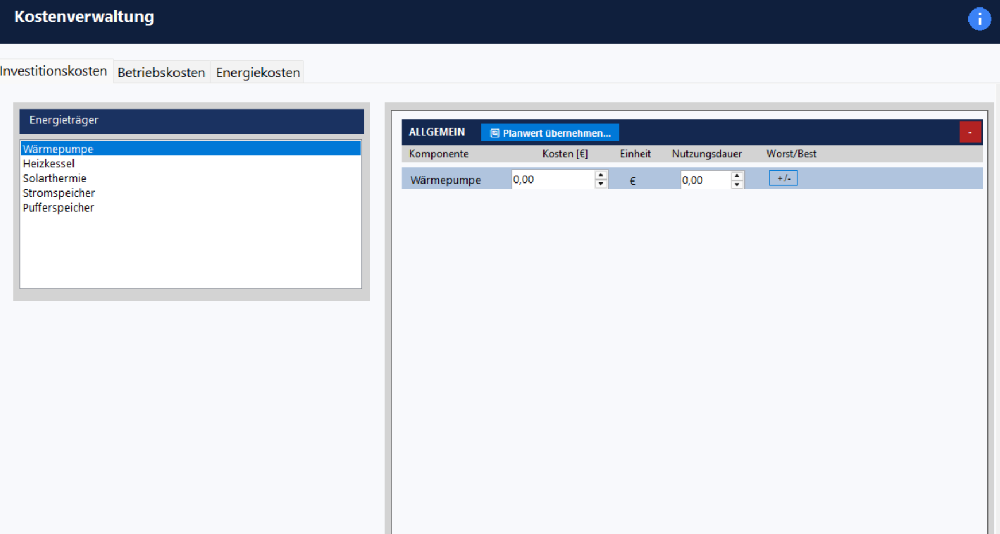 Kostenverwaltung
i
Investitionskosten Betriebskosten Energiekosten
Energieträger
Wärmepumpe
Heizkessel
Solarthermie
Stromspeicher
Pufferspeicher
ALLGEMEIN Planwert übernehmen... -
Komponente Kosten [€] Einheit Nutzungsdauer Worst/Best
Wärmepumpe 0,00 € 0,00 +/-